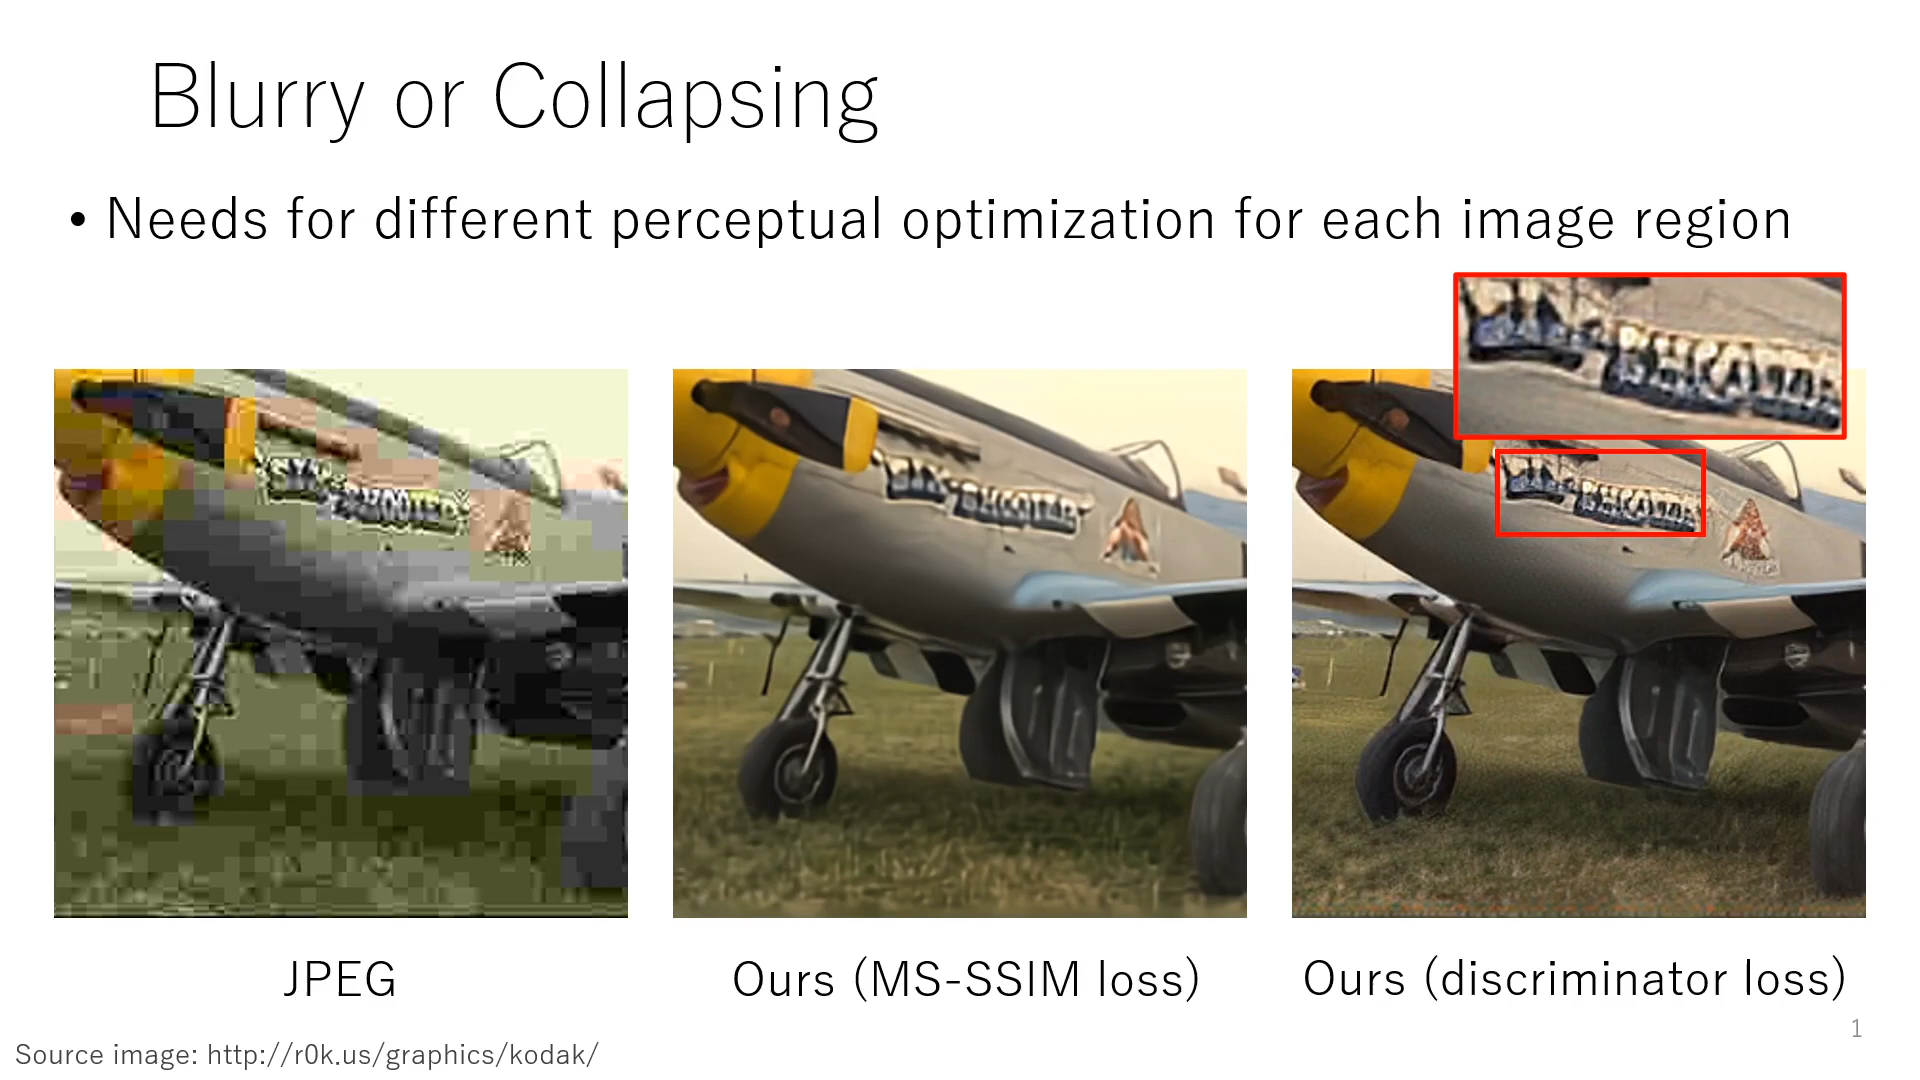 Blurry or Collapsing
• Needs for different perceptual optimization for each image region
JPEG
Ours (MS-SSIM loss)
Ours (discriminator loss)
1
Source image: http://r0k.us/graphics/kodak/